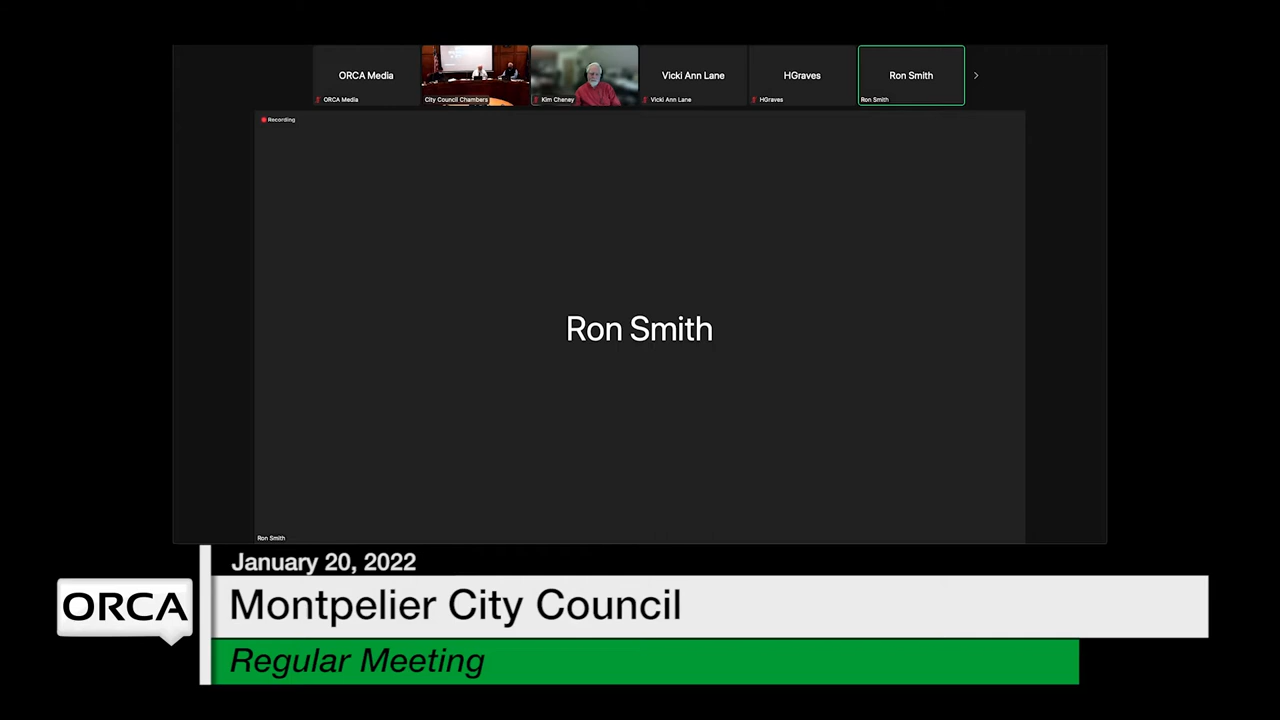 ORCA Media
Vicki Ann Lane
HGraves
Ron Smith
ORCA Media
City Council Chambers
Kim Cheney
Vicki Ann Lane
HGraves
Ron Smith
Recording
Ron Smith
Ron Smith
January 20, 2022
ORCA
Montpelier City Council
Regular Meeting